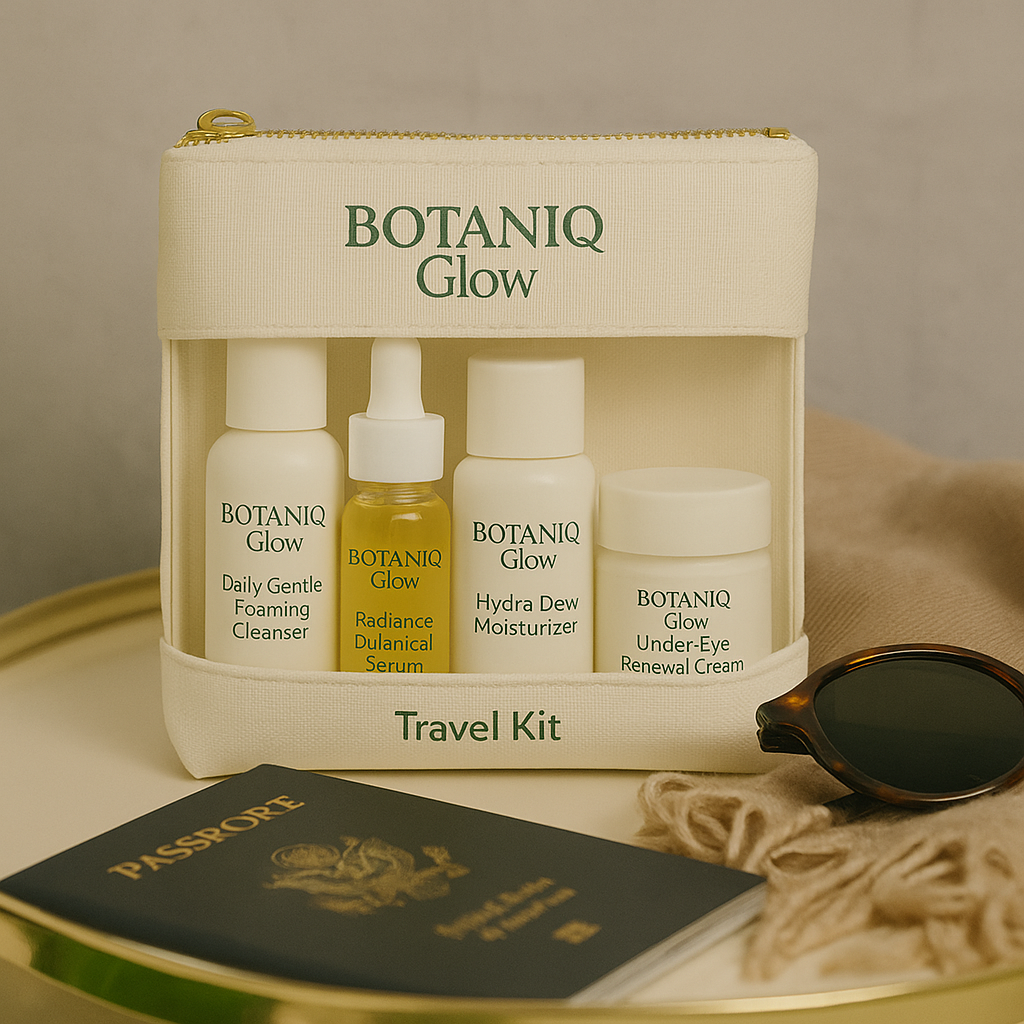 BOTANIQ
Glow
BOTANIQ
Glow
Daily Gentle
Foaming
Cleanser
BOTANIQ
Glow
Radiance
Dulanical
Serum
BOTANIQ
Glow
Hydra Dew
Moisturizer
BOTANIQ
Glow
Under-Eye
Renewal Cream
Travel Kit
PASSRORE